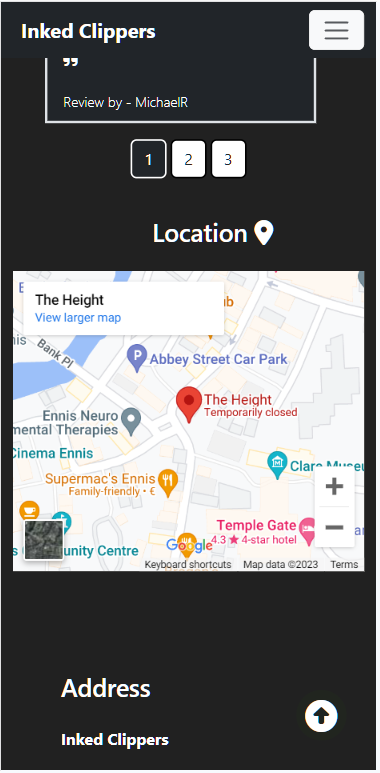 Inked Clippers
”
Review by - MichaelR
1 2 3
Location
The Height
View larger map
Bank Pl
P Abbey Street Car Park
The Height
Temporarily closed
Ennis Neuro
mental Therapies
Cinema Ennis
Clare Museu
Supermac's Ennis
Family-friendly • €
Temple Gate
4.3 ★ 4-star hotel
Community Centre
Google
Keyboard shortcuts Map data ©2023 Terms
Address
Inked Clippers